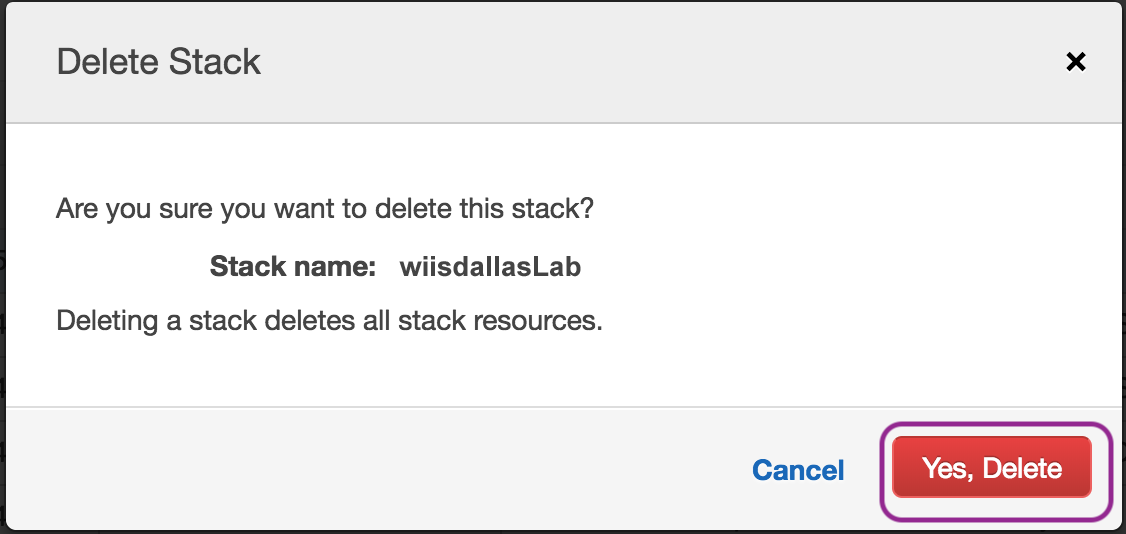 Delete Stack
Are you sure you want to delete this stack?
Stack name: wiisdallasLab
Deleting a stack deletes all stack resources.
Cancel
Yes, Delete